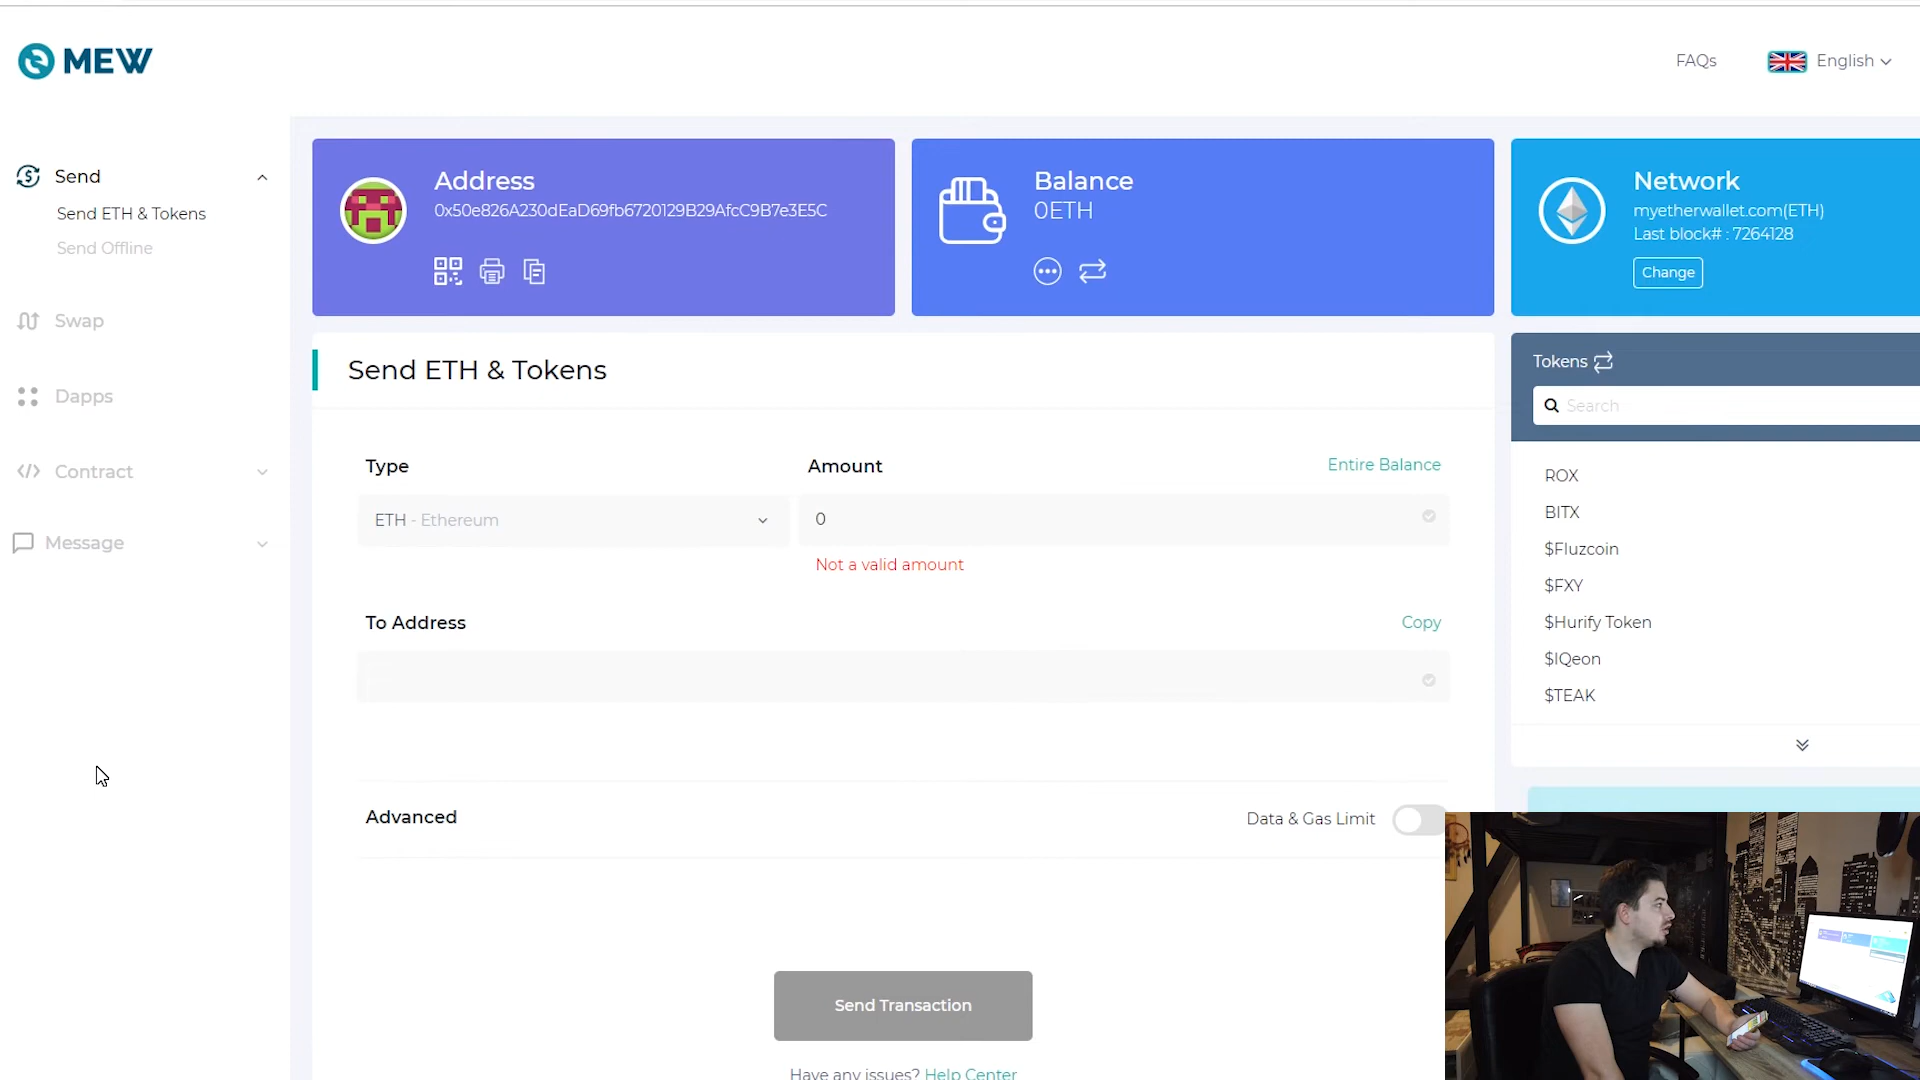 MEW
FAQs
English
Send
Send ETH & Tokens
Send Offline
Swap
Dapps
Contract
Message
Address
0x50e826A230dEaD69fb6720129B29AfcC9B7e3E5C
Balance
0ETH
Network
myetherwallet.com(ETH)
Last block# : 7264128
Change
Send ETH & Tokens
Type
ETH - Ethereum
Amount
Entire Balance
0
Not a valid amount
To Address
Copy
Advanced
Data & Gas Limit
Send Transaction
Have any issues? Help Center
Tokens
Search
ROX
BITX
$Fluzcoin
$FXY
$Hurify Token
$IQeon
$TEAK